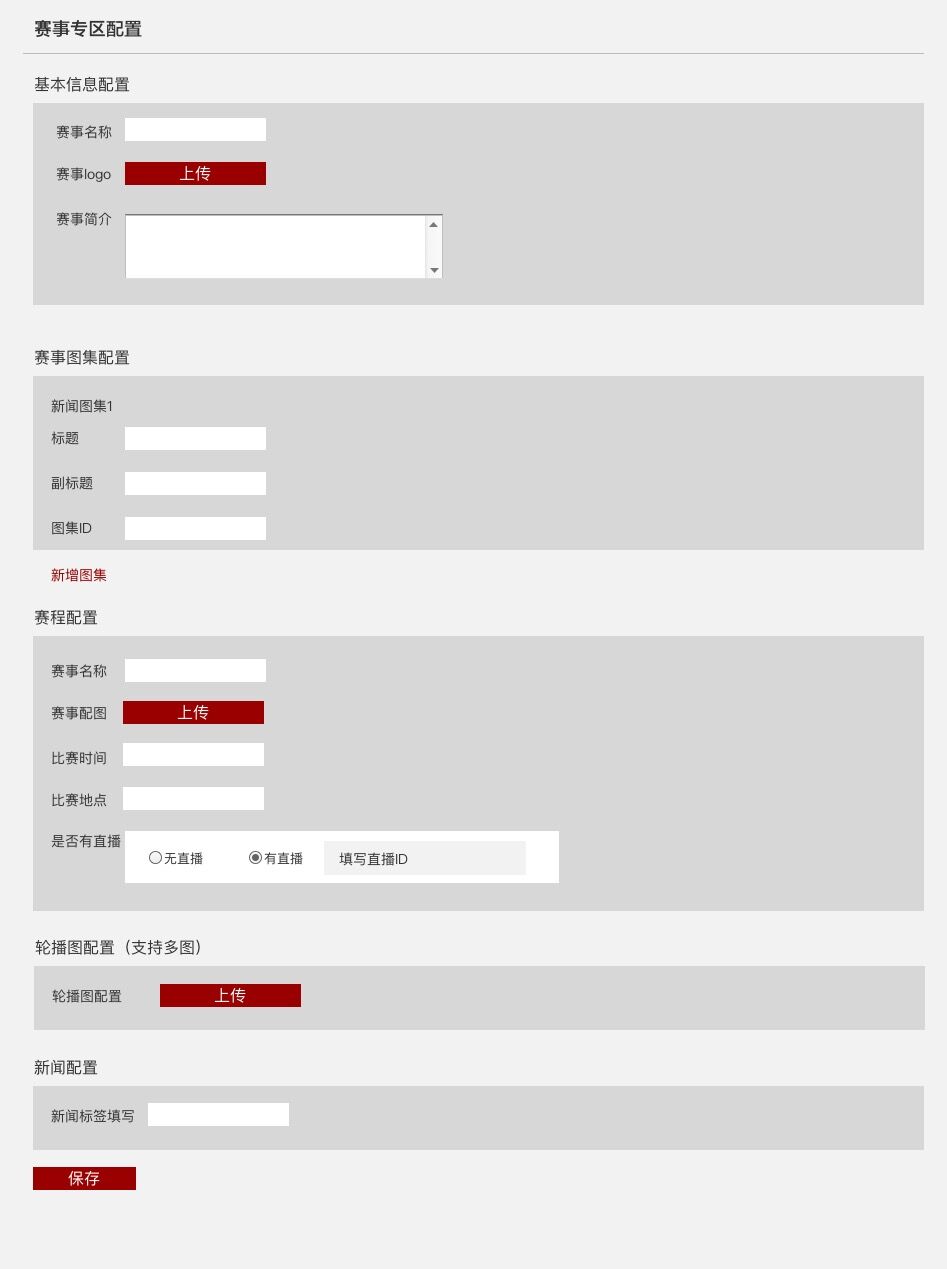 赛事专区配置
基本信息配置
赛事名称
赛事logo 上传
赛事简介
赛事图集配置
新闻图集1
标题
副标题
图集ID
新增图集
赛程配置
赛事名称
赛事配图 上传
比赛时间
比赛地点
是否有直播
无直播 有直播 填写直播ID
轮播图配置（支持多图）
轮播图配置 上传
新闻配置
新闻标签填写
保存